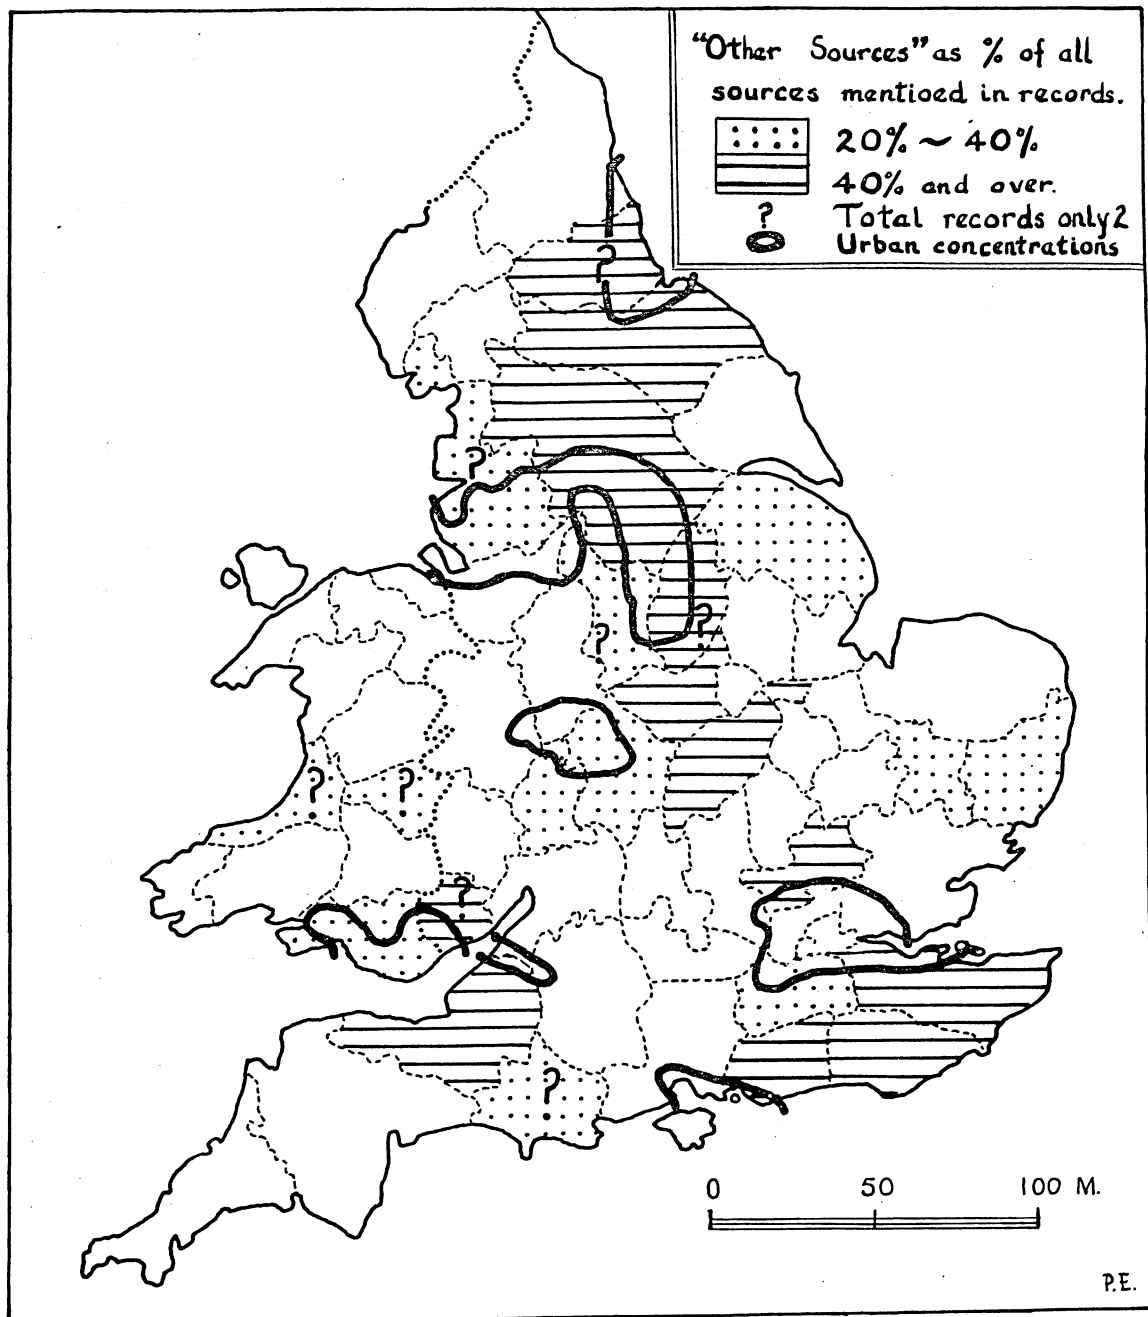 “Other Sources” as % of all
sources mentioed in records.
20% ~ 40%
40% and over.
? Total records only 2
Urban concentrations
?
?
?
?
?
?
?
?
0 50 100 M.
P.E.